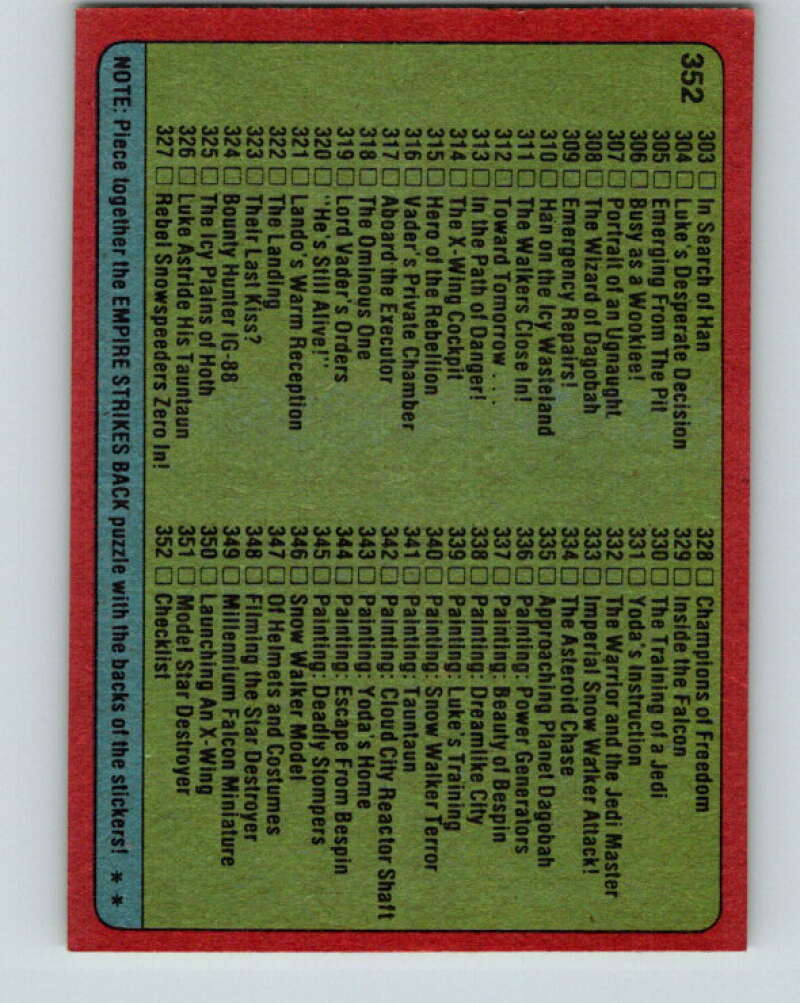 352
303 □ In Search of Han
304 □ Luke's Desperate Decision
305 □ Emerging From The Pit
306 □ Busy as a Wooklee!
307 □ Portrait of an Ugnaught
308 □ The Wizard of Dagobah
309 □ Emergency Repairs!
310 □ Han on the Icy Wasteland
311 □ The Walkers Close In!
312 □ Toward Tomorrow . . .
313 □ In the Path of Danger!
314 □ The X-Wing Cockpit
315 □ Hero of the Rebellion
316 □ Vader's Private Chamber
317 □ Aboard the Executor
318 □ The Ominous One
319 □ Lord Vader's Orders
320 □ "He's Still Alive!"
321 □ Lando's Warm Reception
322 □ The Landing
323 □ Their Last Kiss?
324 □ Bounty Hunter IG-88
325 □ The Icy Plains of Hoth
326 □ Luke Astride His Tauntaun
327 □ Rebel Snowspeeders Zero In!
328 □ Champions of Freedom
329 □ Inside the Falcon
330 □ The Training of a Jedi
331 □ Yoda's Instruction
332 □ The Warrior and the Jedi Master
333 □ Imperial Snow Walker Attack!
334 □ The Asteroid Chase
335 □ Approaching Planet Dagobah
336 □ Painting: Power Generators
337 □ Painting: Beauty of Bespin
338 □ Painting: Dreamlike City
339 □ Painting: Luke's Training
340 □ Painting: Snow Walker Terror
341 □ Painting: Tauntaun
342 □ Painting: Cloud City Reactor Shaft
343 □ Painting: Yoda's Home
344 □ Painting: Escape From Bespin
345 □ Painting: Deadly Stompers
346 □ Snow Walker Model
347 □ Of Helmets and Costumes
348 □ Filming the Star Destroyer
349 □ Millennium Falcon Miniature
350 □ Launching An X-Wing
351 □ Model Star Destroyer
352 □ Checklist
NOTE: Piece together the EMPIRE STRIKES BACK puzzle with the backs of the stickers! * *